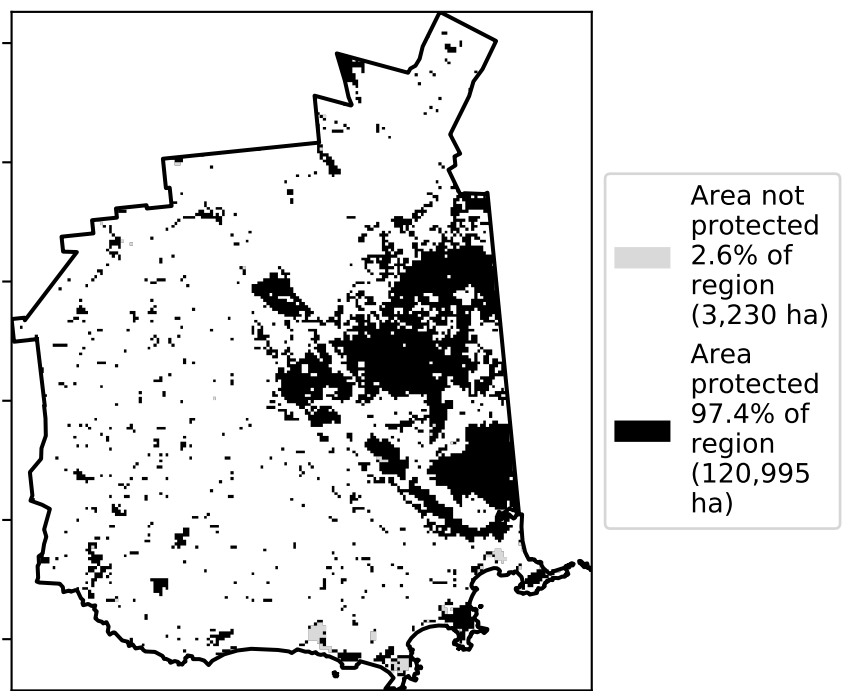 Area not
protected
2.6% of
region
(3,230 ha)
Area
protected
97.4% of
region
(120,995
ha)